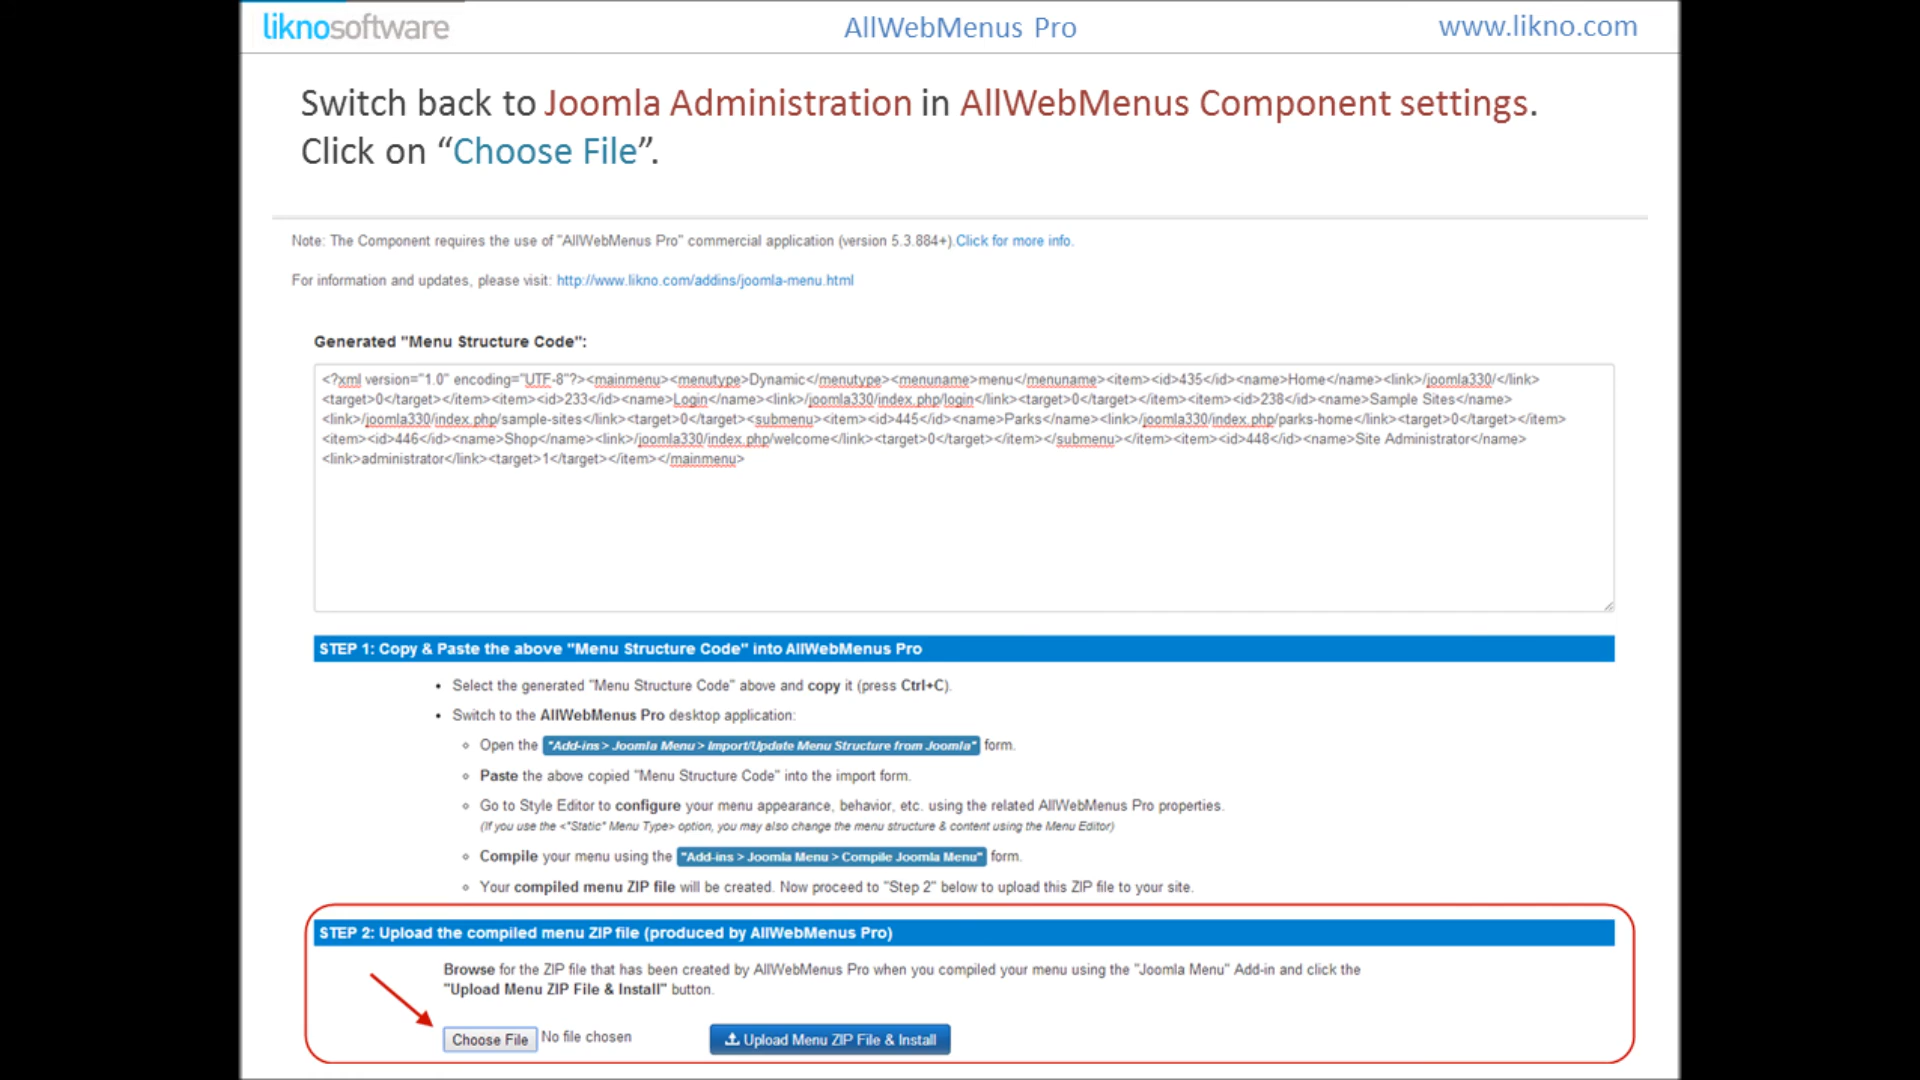 liknosoftware
AllWebMenus Pro
www.likno.com
Switch back to Joomla Administration in AllWebMenus Component settings.
Click on “Choose File”.
Note: The Component requires the use of "AllWebMenus Pro" commercial application (version 5.3.884+).Click for more info.
For information and updates, please visit: http://www.likno.com/addins/joomla-menu.html
Generated "Menu Structure Code":
<?xml version="1.0" encoding="UTF-8"?><mainmenu><menutype>Dynamic</menutype><menuname>menu</menuname><item><id>435</id><name>Home</name><link>/joomla330/</link>
<target>0</target></item><item><id>233</id><name>Login</name><link>/joomla330/index.php/login</link><target>0</target></item><item><id>238</id><name>Sample Sites</name>
<link>/joomla330/index.php/sample-sites</link><target>0</target><submenu><item><id>445</id><name>Parks</name><link>/joomla330/index.php/parks-home</link><target>0</target></item>
<item><id>446</id><name>Shop</name><link>/joomla330/index.php/welcome</link><target>0</target></item></submenu></item><item><id>448</id><name>Site Administrator</name>
<link>administrator</link><target>1</target></item></mainmenu>
STEP 1: Copy & Paste the above "Menu Structure Code" into AllWebMenus Pro
• Select the generated "Menu Structure Code" above and copy it (press Ctrl+C).
• Switch to the AllWebMenus Pro desktop application:
Open the "Add-ins > Joomla Menu > Import/Update Menu Structure from Joomla" form.
Paste the above copied "Menu Structure Code" into the import form.
Go to Style Editor to configure your menu appearance, behavior, etc. using the related AllWebMenus Pro properties.
(If you use the <"Static" Menu Type> option, you may also change the menu structure & content using the Menu Editor)
Compile your menu using the "Add-ins > Joomla Menu > Compile Joomla Menu" form.
Your compiled menu ZIP file will be created. Now proceed to "Step 2" below to upload this ZIP file to your site.
STEP 2: Upload the compiled menu ZIP file (produced by AllWebMenus Pro)
Browse for the ZIP file that has been created by AllWebMenus Pro when you compiled your menu using the "Joomla Menu" Add-in and click the
"Upload Menu ZIP File & Install" button.
Choose File No file chosen
Upload Menu ZIP File & Install